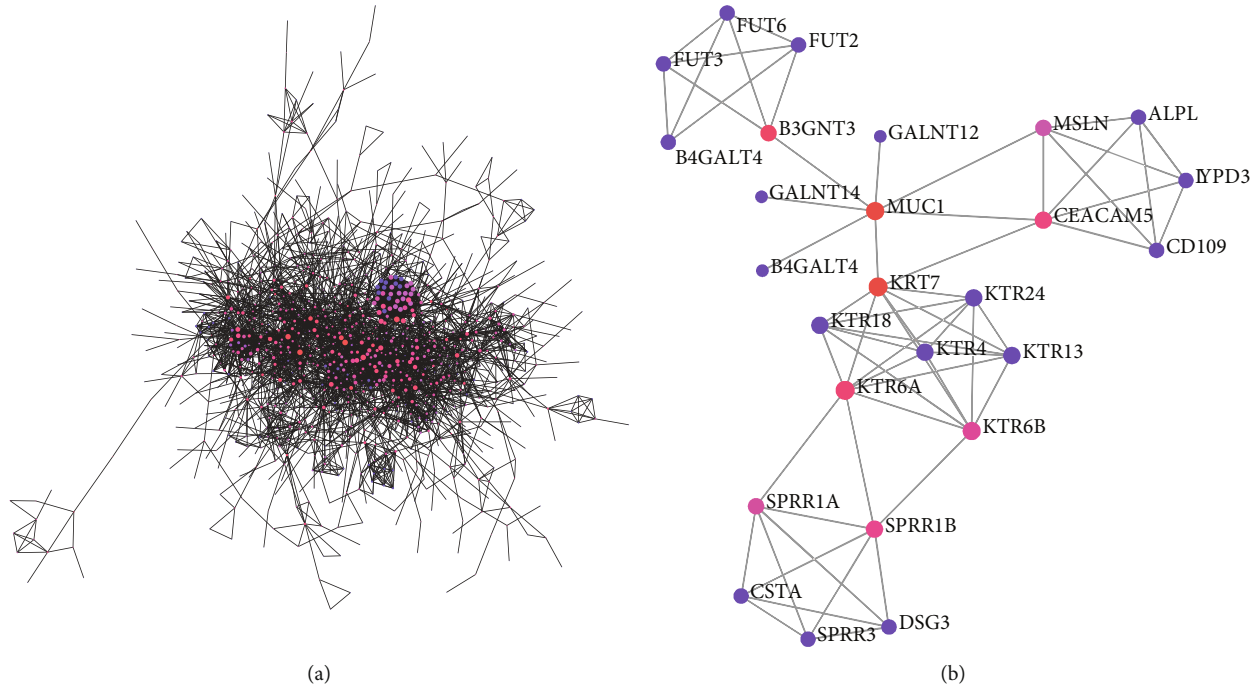 FUT6
FUT2
FUT3
B3GNT3
B4GALT4
GALNT12
MSLN
ALPL
LYPD3
GALNT14
MUC1
CEACAM5
CD109
B4GALT4
KRT7
KTR24
KTR18
KTR4
KTR13
KTR6A
KTR6B
SPRR1A
SPRR1B
CSTA
SPRR3
DSG3
(a)
(b)